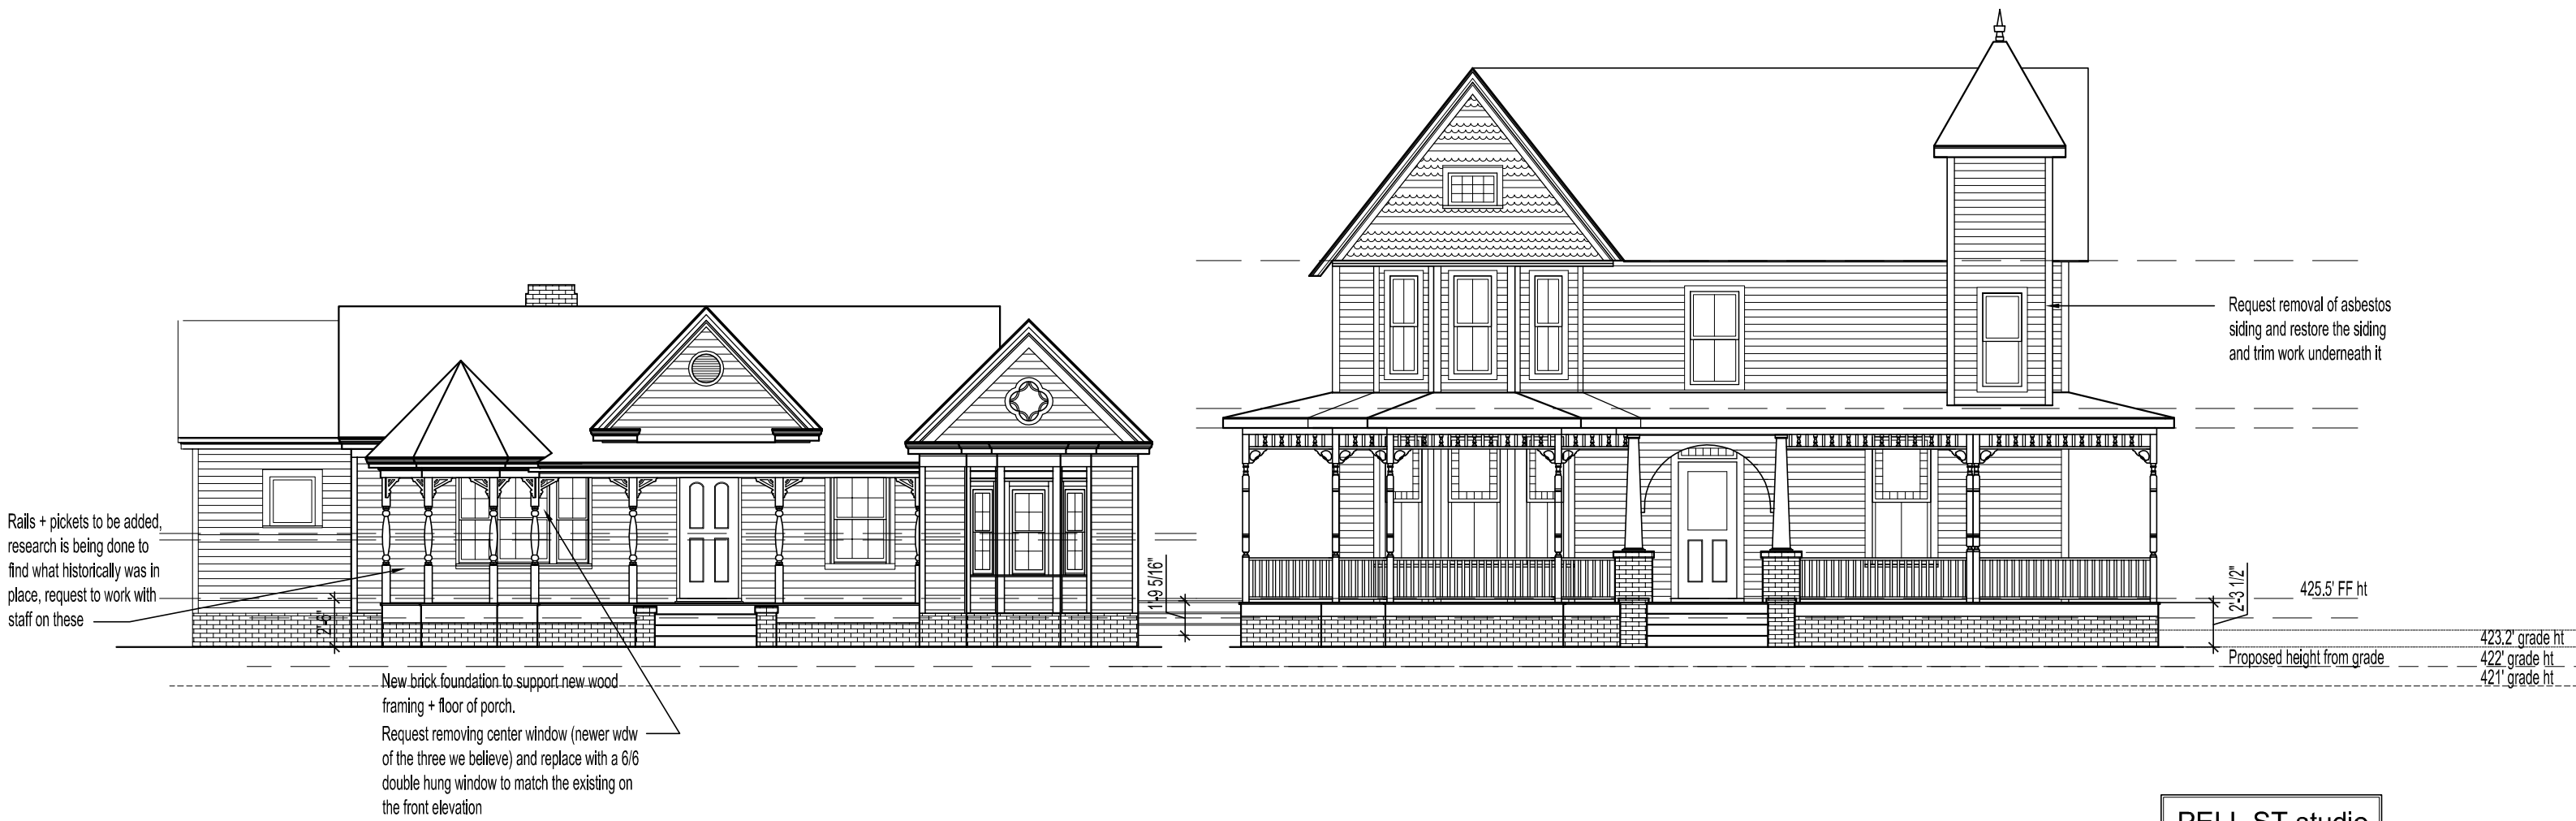 Rails + pickets to be added,
research is being done to
find what historically was in
place, request to work with
staff on these
2'-6"
New brick foundation to support new wood
framing + floor of porch.
Request removing center window (newer wdw
of the three we believe) and replace with a 6/6
double hung window to match the existing on
the front elevation
1'-9 5/16"
Request removal of asbestos
siding and restore the siding
and trim work underneath it
2'-3 1/2"
425.5' FF ht
423.2' grade ht
Proposed height from grade
422' grade ht
421' grade ht
PELL ST studio